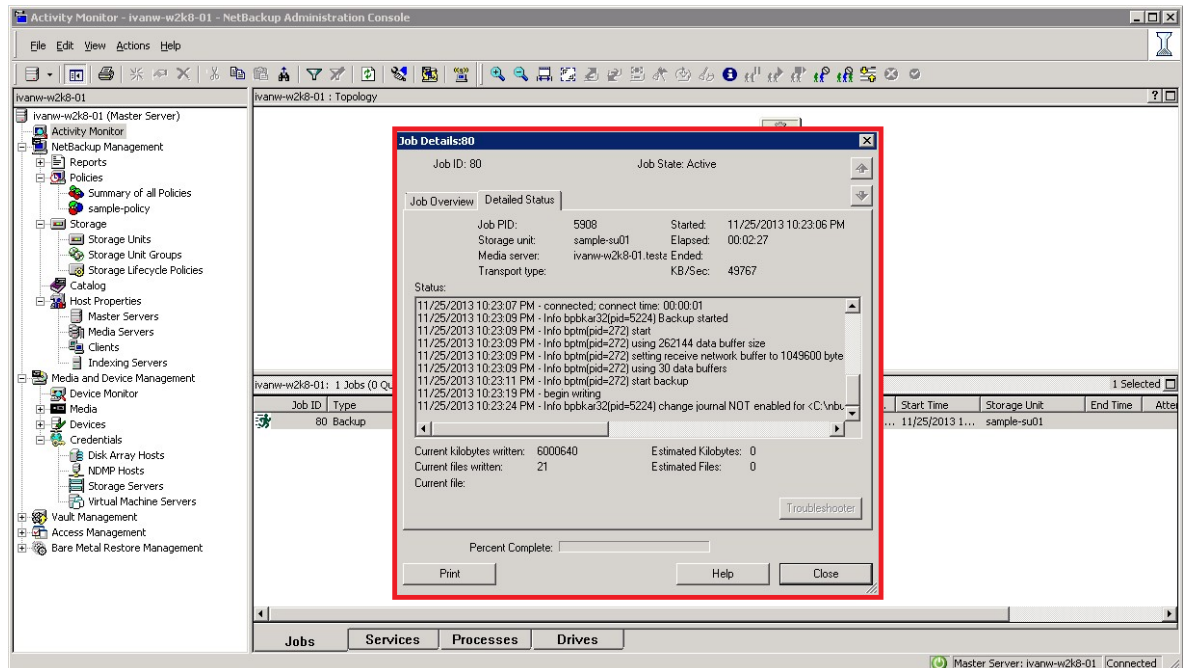 Activity Monitor - ivanw-w2k8-01 - NetBackup Administration Console
File Edit View Actions Help
ivanw-w2k8-01
ivanw-w2k8-01 : Topology
ivanw-w2k8-01 (Master Server)
Activity Monitor
NetBackup Management
Reports
Policies
Summary of all Policies
sample-policy
Storage
Storage Units
Storage Unit Groups
Storage Lifecycle Policies
Catalog
Host Properties
Master Servers
Media Servers
Clients
Indexing Servers
Media and Device Management
Device Monitor
Media
Devices
Credentials
Disk Array Hosts
NDMP Hosts
Storage Servers
Virtual Machine Servers
Vault Management
Access Management
Bare Metal Restore Management
Job Details:80
Job ID: 80 Job State: Active
Job Overview Detailed Status
Job PID: 5908 Started: 11/25/2013 10:23:06 PM
Storage unit: sample-su01 Elapsed: 00:02:27
Media server: ivanw-w2k8-01.testa Ended:
Transport type: KB/Sec: 49767
Status:
11/25/2013 10:23:07 PM - connected; connect time: 00:00:01
11/25/2013 10:23:09 PM - Info bpbkar32(pid=5224) Backup started
11/25/2013 10:23:09 PM - Info bptm(pid=272) start
11/25/2013 10:23:09 PM - Info bptm(pid=272) using 262144 data buffer size
11/25/2013 10:23:09 PM - Info bptm(pid=272) setting receive network buffer to 1049600 byte
11/25/2013 10:23:09 PM - Info bptm(pid=272) using 30 data buffers
11/25/2013 10:23:11 PM - Info bptm(pid=272) start backup
11/25/2013 10:23:19 PM - begin writing
11/25/2013 10:23:24 PM - Info bpbkar32(pid=5224) change journal NOT enabled for <C:\nbu
Current kilobytes written: 6000640 Estimated Kilobytes: 0
Current files written: 21 Estimated Files: 0
Current file:
Troubleshooter
Percent Complete:
Print Help Close
ivanw-w2k8-01: 1 Jobs (0 Qu 1 Selected
Job ID Type . Start Time Storage Unit End Time Atte
80 Backup ... 11/25/2013 1... sample-su01
Jobs Services Processes Drives
Master Server: ivanw-w2k8-01 Connected